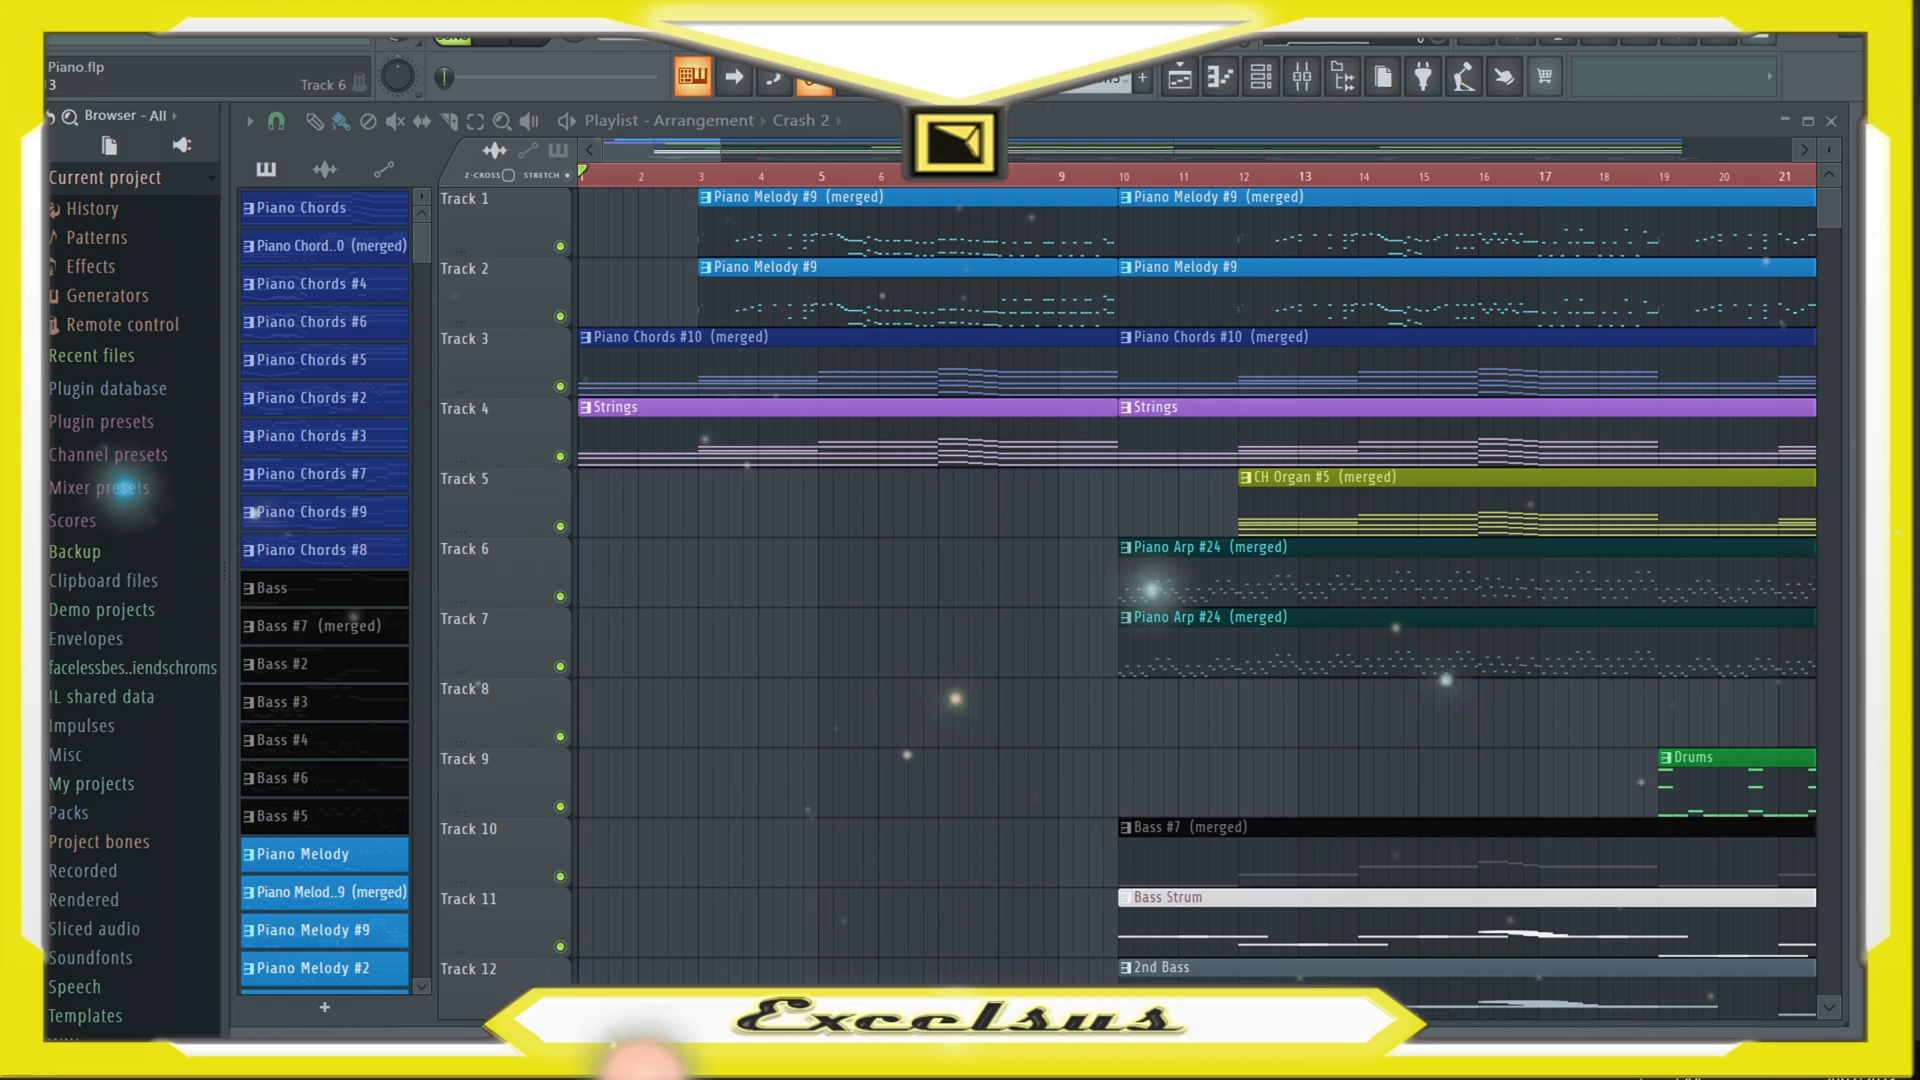 Piano.flp
3
Track 6
Browser - All
Playlist - Arrangement
Crash 2
Current project
History
Patterns
Effects
Generators
Remote control
Recent files
Plugin database
Plugin presets
Channel presets
Mixer presets
Scores
Backup
Clipboard files
Demo projects
Envelopes
facelessbes..iendschroms
IL shared data
Impulses
Misc
My projects
Packs
Project bones
Recorded
Rendered
Sliced audio
Soundfonts
Speech
Templates
Piano Chords
Piano Chord..0 (merged)
Piano Chords #4
Piano Chords #6
Piano Chords #5
Piano Chords #2
Piano Chords #3
Piano Chords #7
Piano Chords #9
Piano Chords #8
Bass
Bass #7 (merged)
Bass #2
Bass #3
Bass #4
Bass #6
Bass #5
Piano Melody
Piano Melod..9 (merged)
Piano Melody #9
Piano Melody #2
+
Z-CROSS STRETCH
2 3 4 5 6 9 10 11 12 13 14 15 16 17 18 19 20 21
Track 1
Piano Melody #9 (merged)
Piano Melody #9 (merged)
Track 2
Piano Melody #9
Piano Melody #9
Track 3
Piano Chords #10 (merged)
Piano Chords #10 (merged)
Track 4
Strings
Strings
Track 5
CH Organ #5 (merged)
Track 6
Piano Arp #24 (merged)
Track 7
Piano Arp #24 (merged)
Track 8
Track 9
Drums
Track 10
Bass #7 (merged)
Track 11
Bass Strum
Track 12
2nd Bass
Excelsus